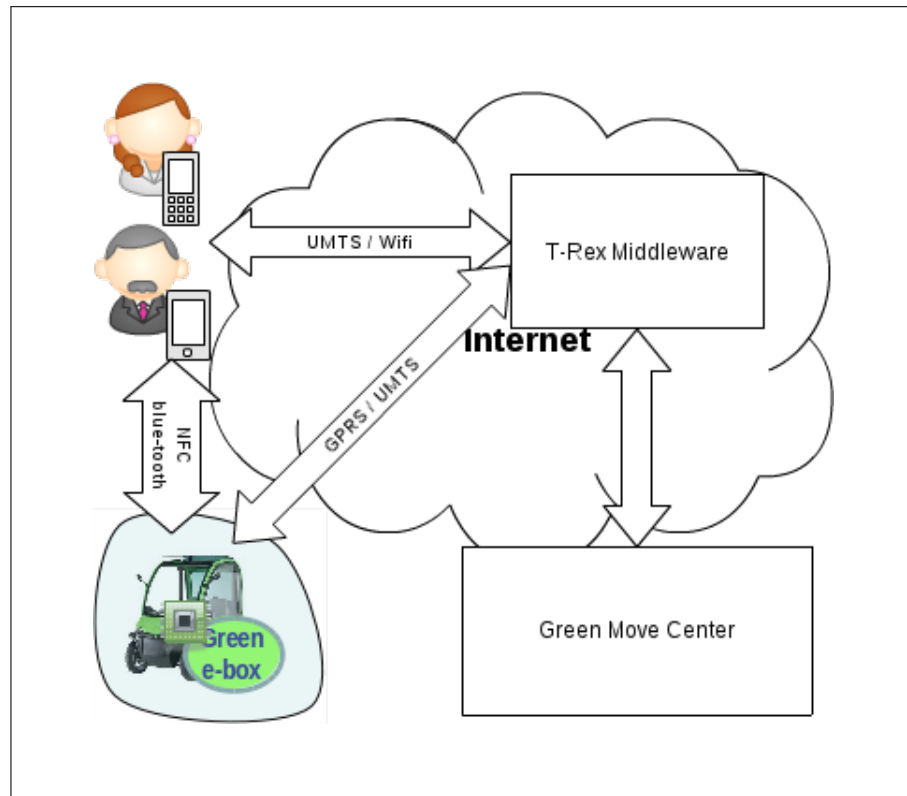 UMTS / Wifi
T-Rex Middleware
Internet
GPRS / UMTS
NFC
blue-tooth
Green
e-box
Green Move Center